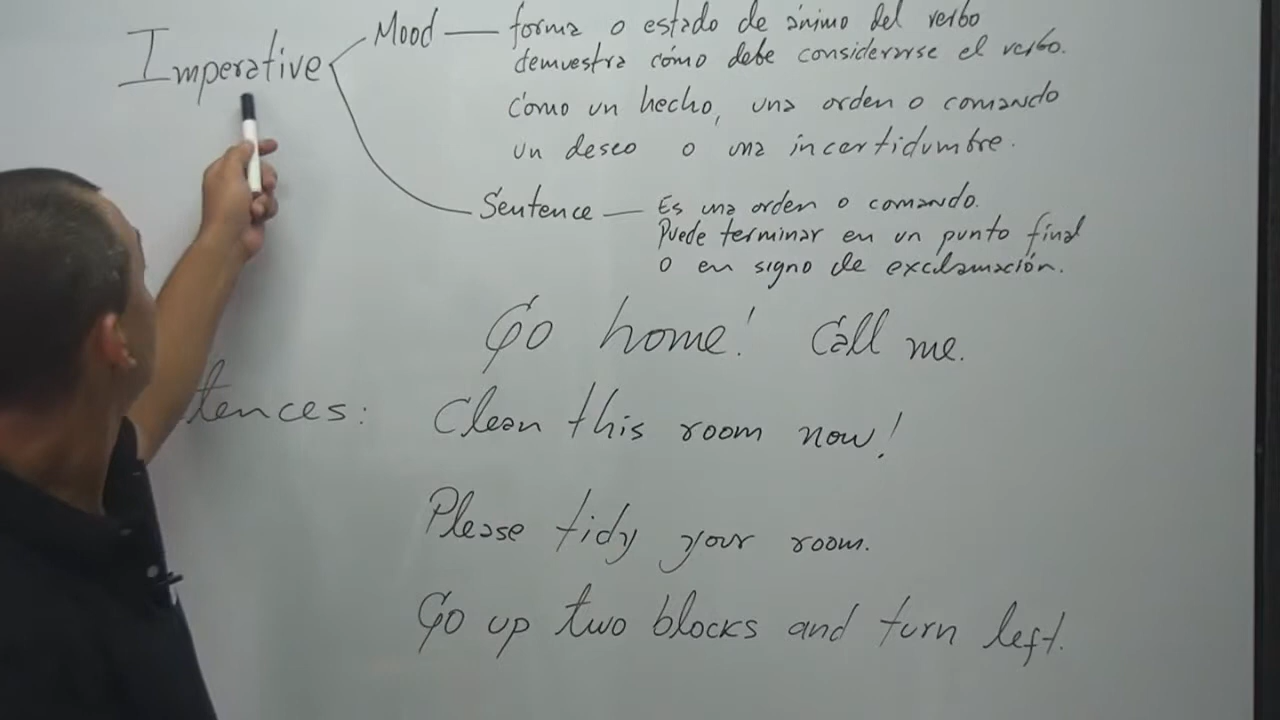 Imperative
Mood — forma o estado de ánimo del verbo
demuestra cómo debe considerarse el verbo.
Como un hecho, una orden o comando
un deseo o una incertidumbre.
Sentence — Es una orden o comando.
Puede terminar en un punto final
o en signo de exclamación.
Go home! Call me.
tences: Clean this room now!
Please tidy your room.
Go up two blocks and turn left.